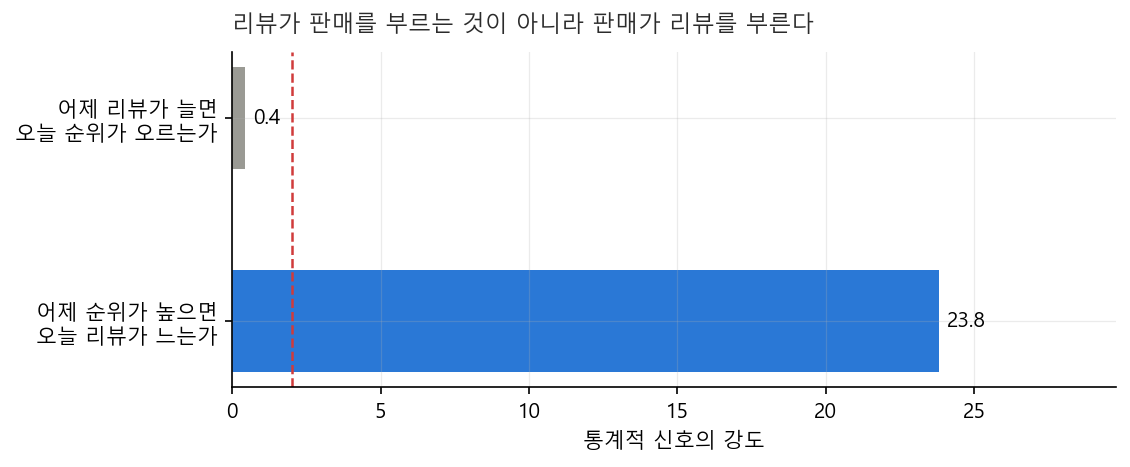 리뷰가 판매를 부르는 것이 아니라 판매가 리뷰를 부른다
어제 리뷰가 늘면
오늘 순위가 오르는가
0.4
어제 순위가 높으면
오늘 리뷰가 느는가
23.8
0 5 10 15 20 25
통계적 신호의 강도